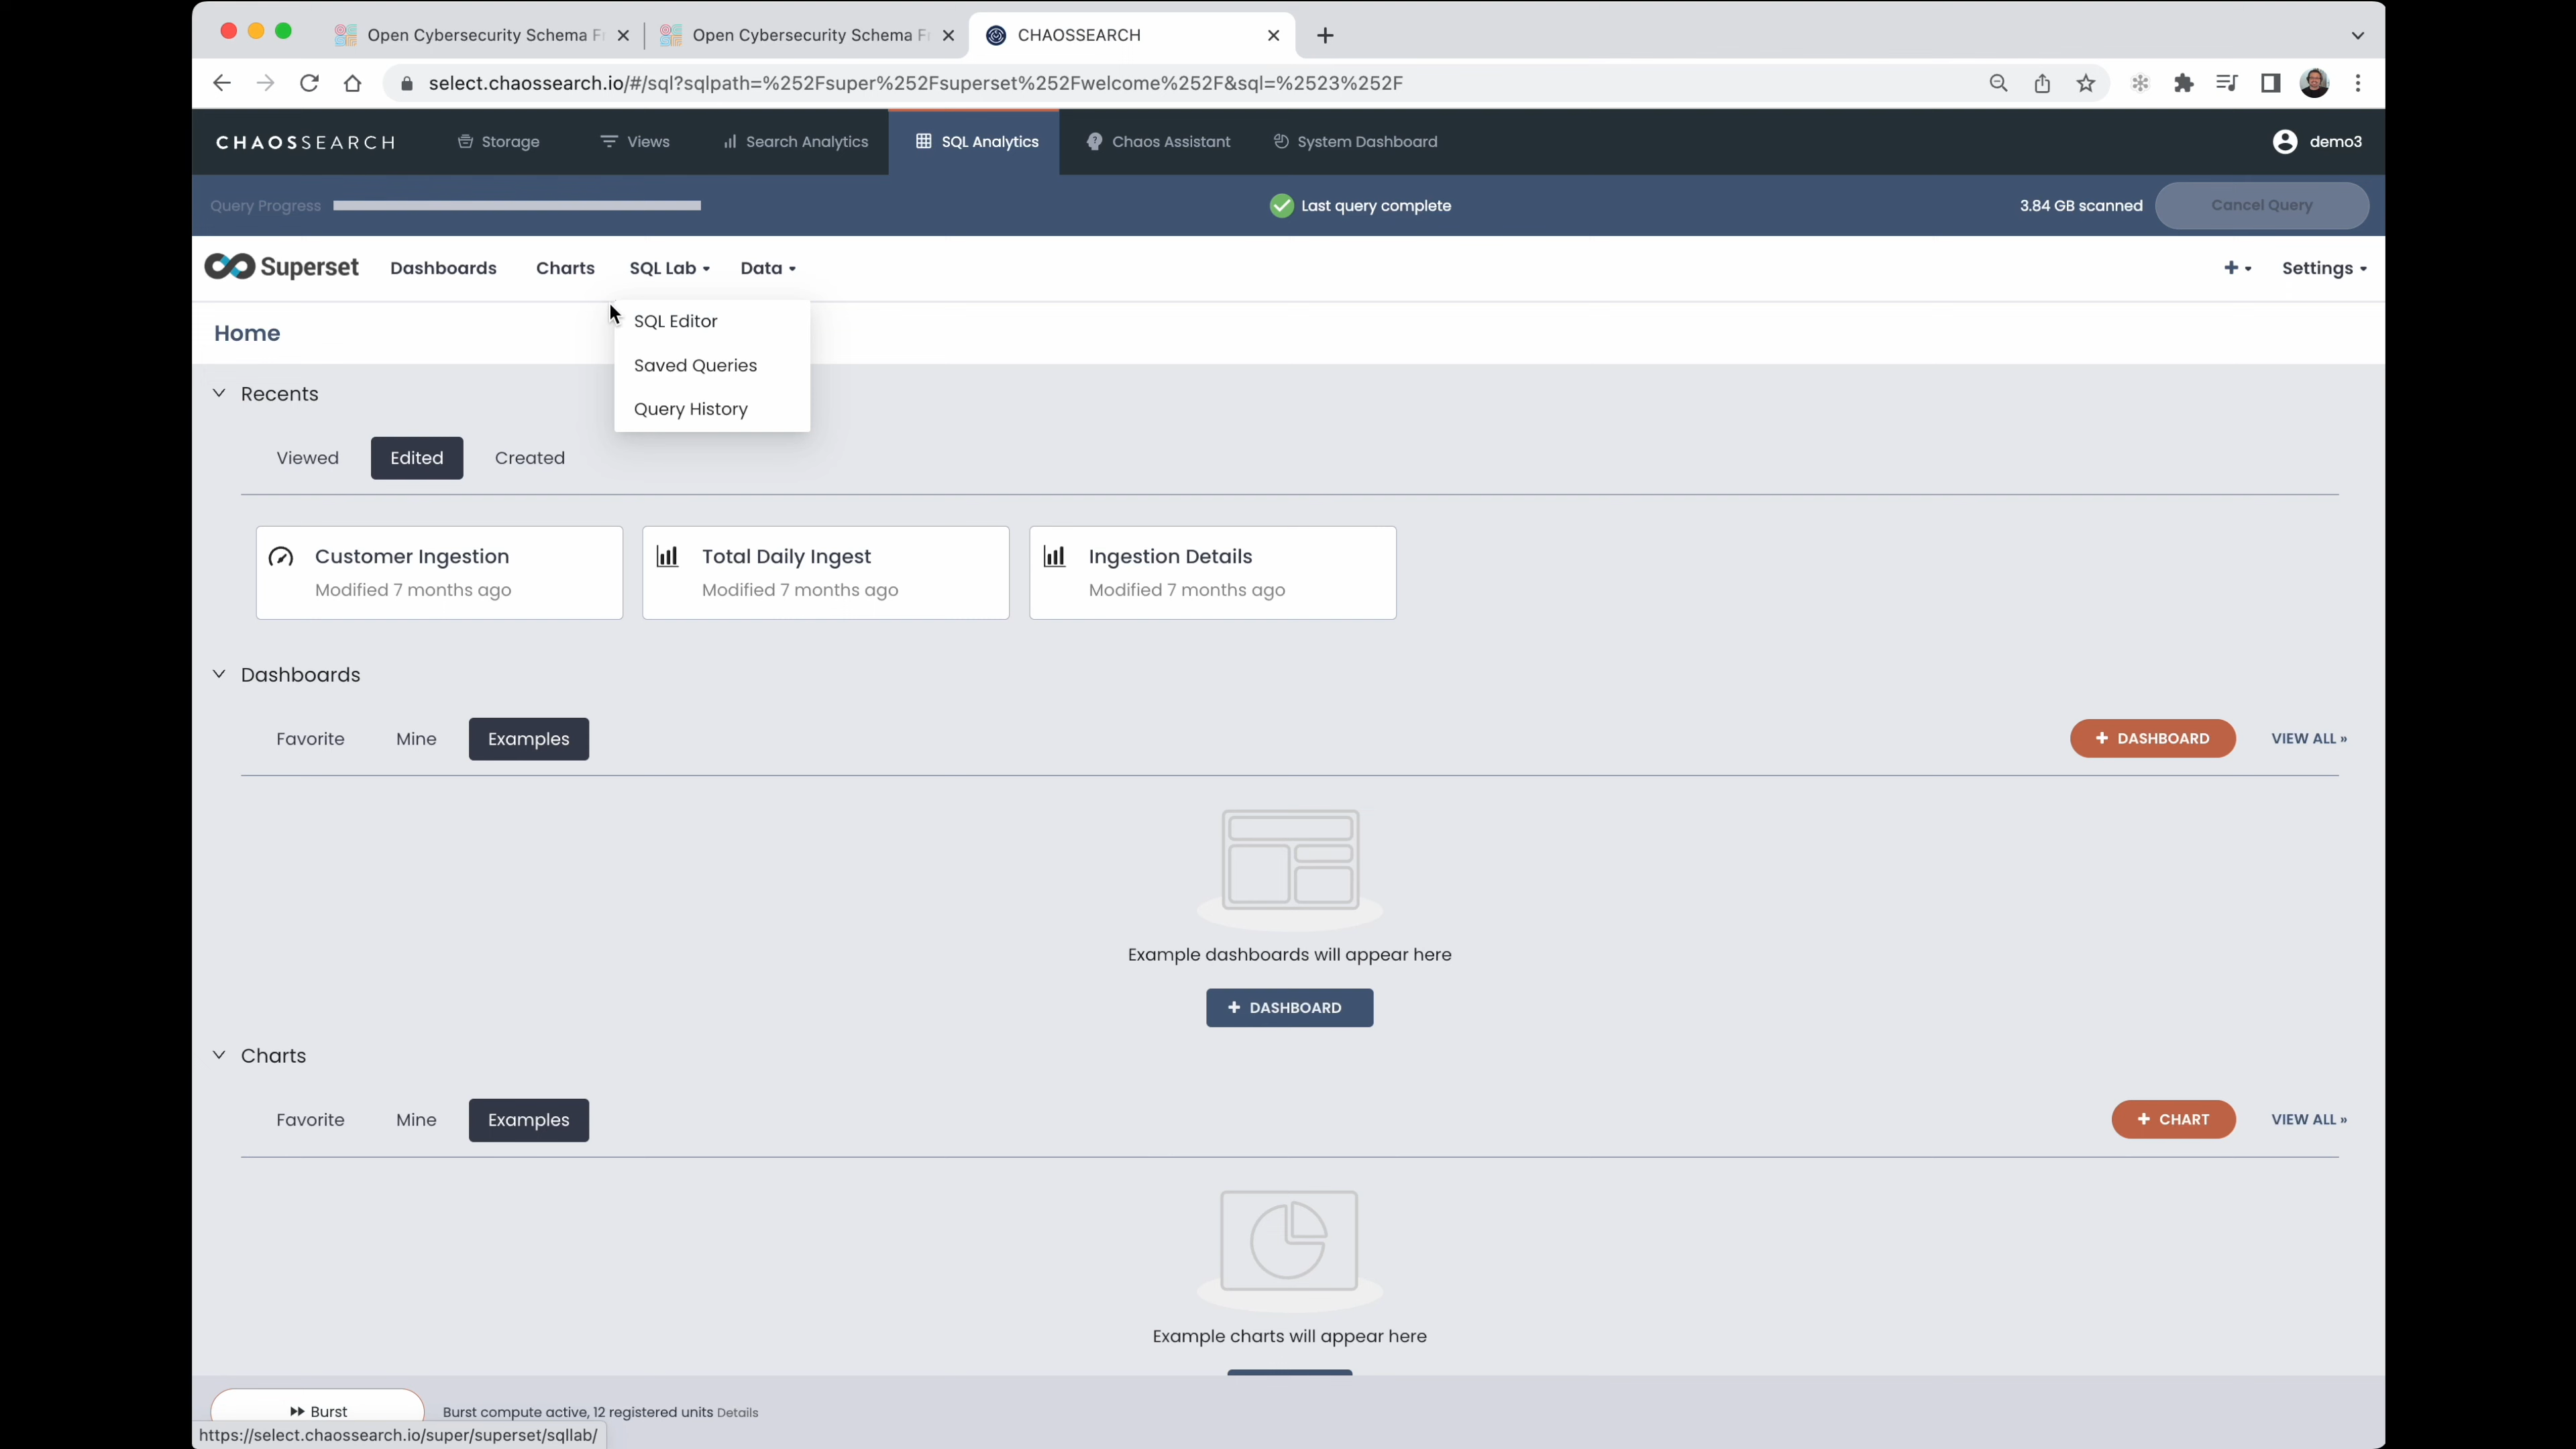 Open Cybersecurity Schema Fr
Open Cybersecurity Schema Fr
CHAOSSEARCH
select.chaossearch.io/#/sql?sqlpath=%252Fsuper%252Fsuperset%252Fwelcome%252F&sql=%2523%252F
CHAOSSEARCH Storage Views Search Analytics SQL Analytics Chaos Assistant System Dashboard demo3
Query Progress Last query complete 3.84 GB scanned Cancel Query
Superset Dashboards Charts SQL Lab Data Settings
SQL Editor
Saved Queries
Query History
Home
Recents
Viewed Edited Created
Customer Ingestion
Modified 7 months ago
Total Daily Ingest
Modified 7 months ago
Ingestion Details
Modified 7 months ago
Dashboards
Favorite Mine Examples + DASHBOARD VIEW ALL »
Example dashboards will appear here
+ DASHBOARD
Charts
Favorite Mine Examples + CHART VIEW ALL »
Example charts will appear here
Burst Burst compute active, 12 registered units Details
https://select.chaossearch.io/super/superset/sqllab/